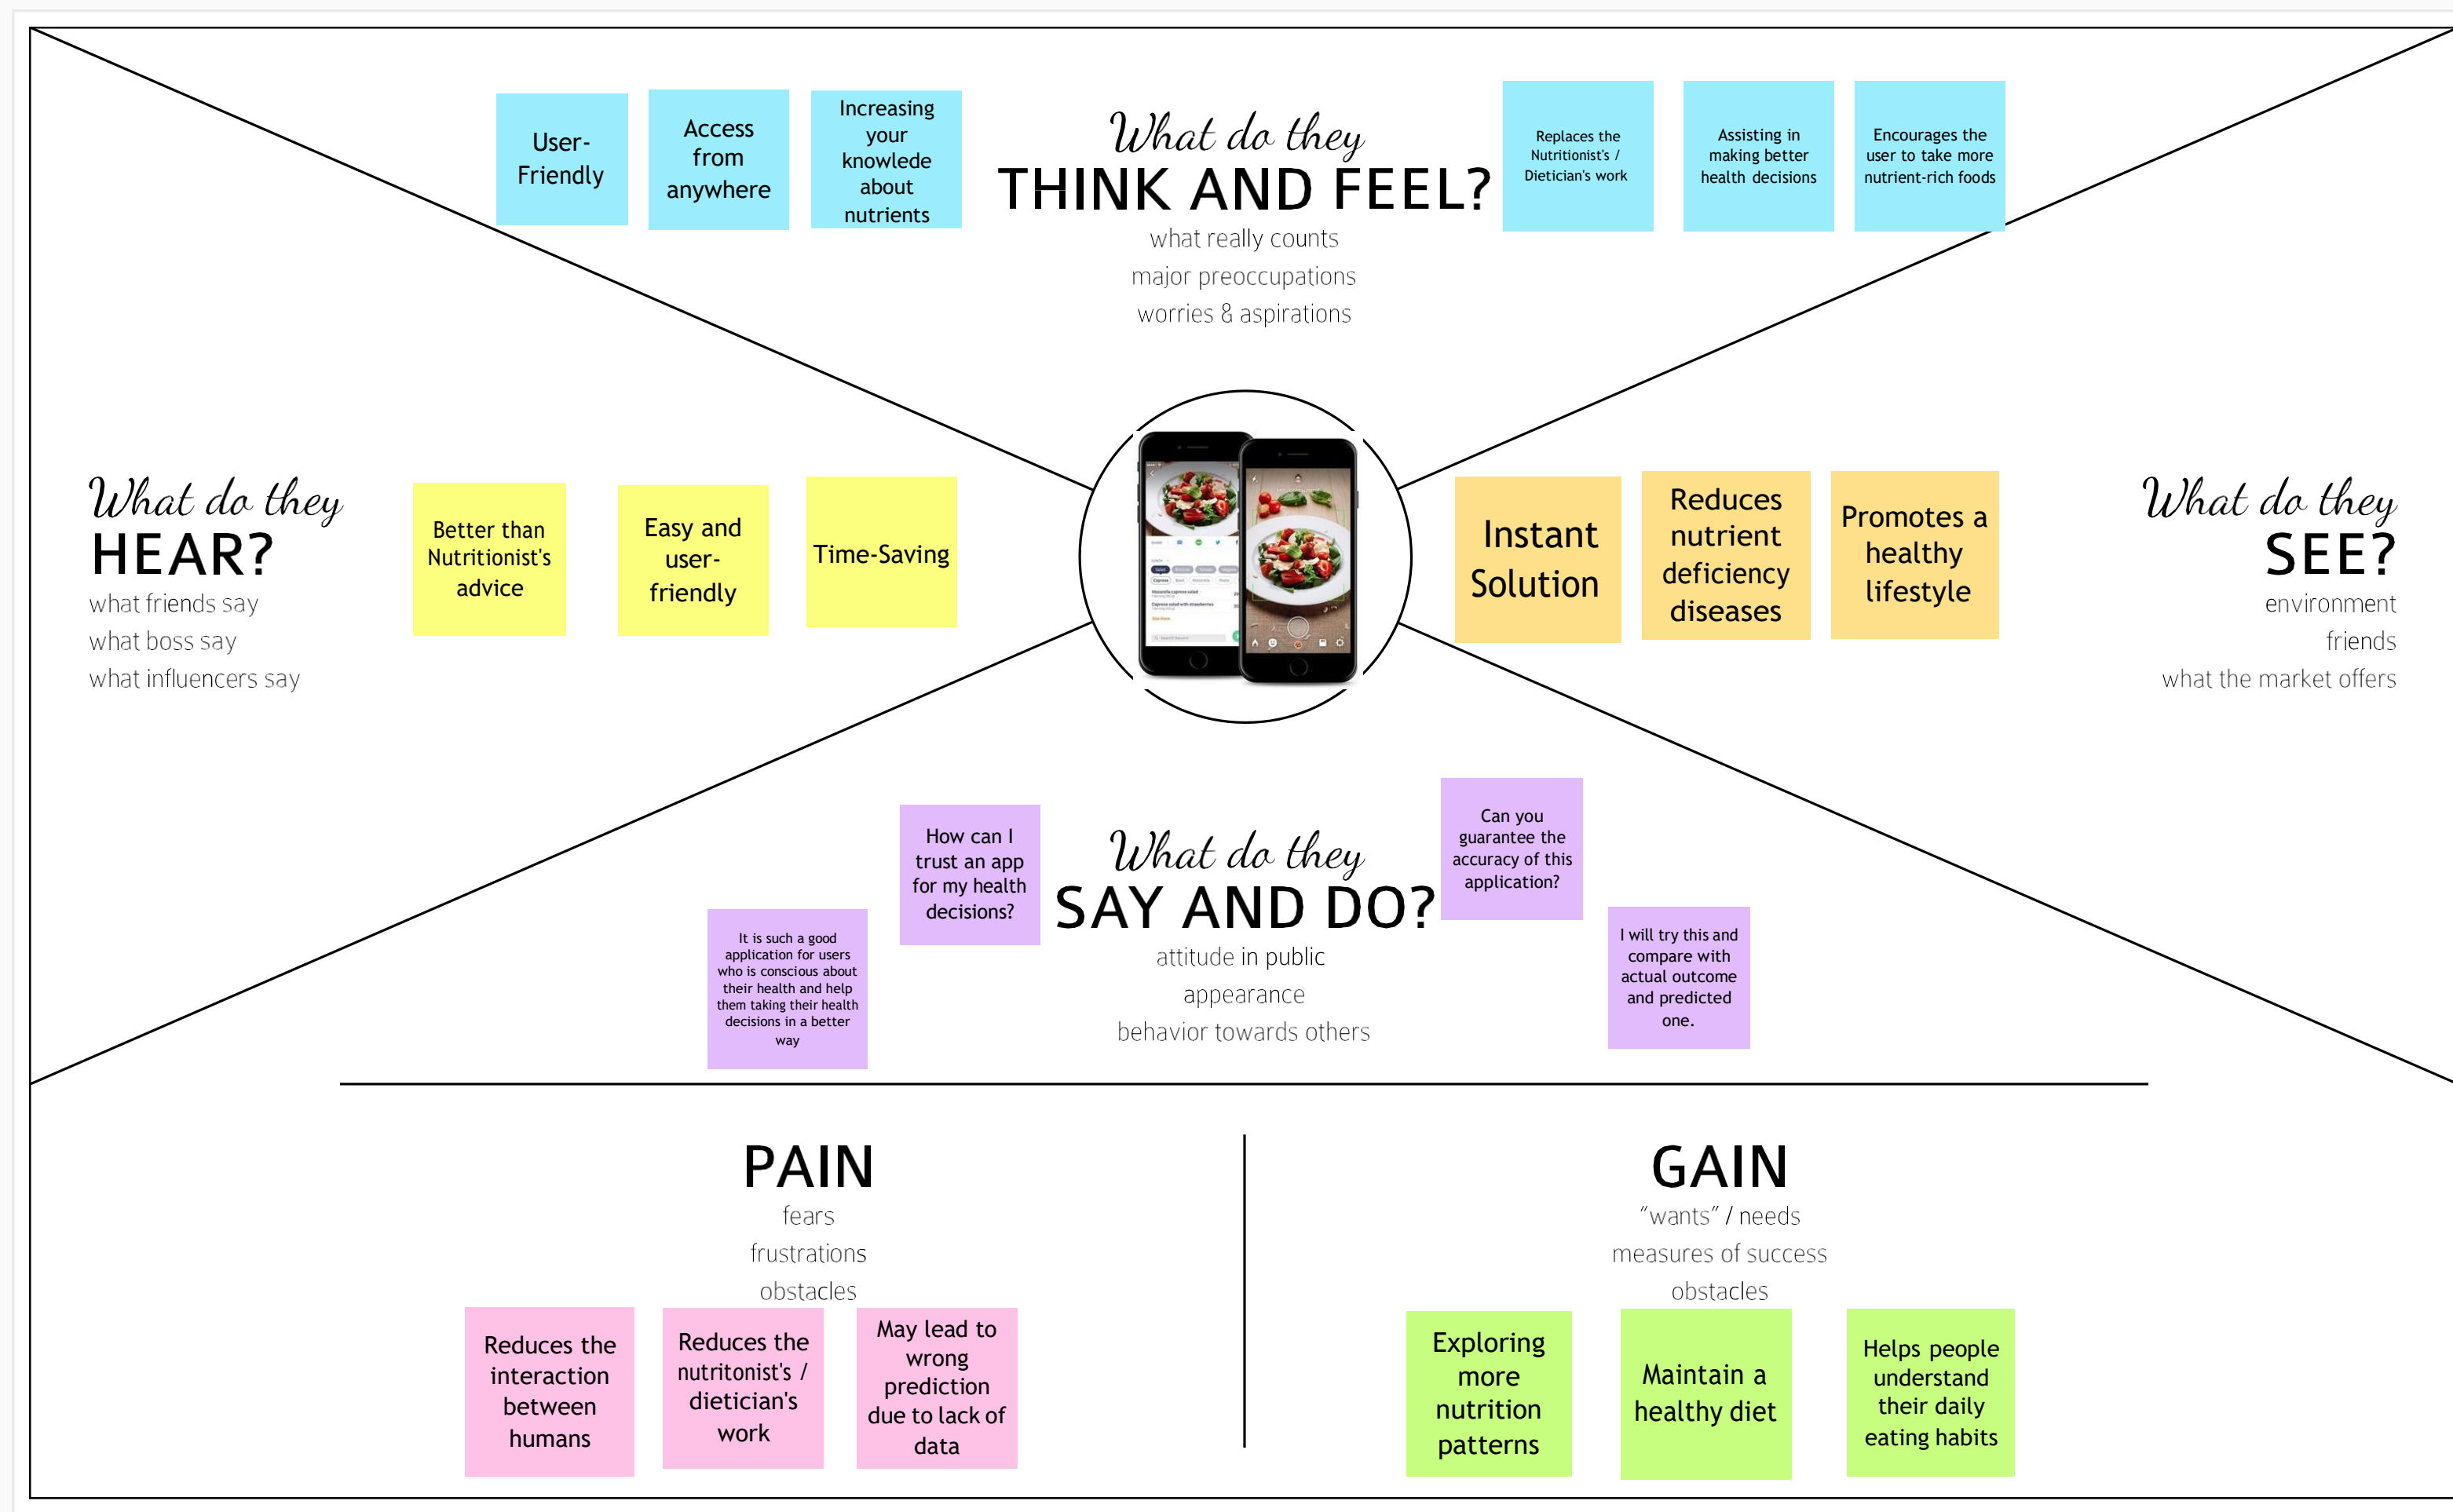 User-
Friendly
Access
from
anywhere
Increasing
your
knowlede
about
nutrients
What do they
THINK AND FEEL?
what really counts
major preoccupations
worries & aspirations
Replaces the
Nutritionist's /
Dietician's work
Assisting in
making better
health decisions
Encourages the
user to take more
nutrient-rich foods
What do they
HEAR?
what friends say
what boss say
what influencers say
Better than
Nutritionist's
advice
Easy and
user-
friendly
Time-Saving
Instant
Solution
Reduces
nutrient
deficiency
diseases
Promotes a
healthy
lifestyle
What do they
SEE?
environment
friends
what the market offers
It is such a good
application for users
who is conscious about
their health and help
them taking their health
decisions in a better
way
How can I
trust an app
for my health
decisions?
What do they
SAY AND DO?
attitude in public
appearance
behavior towards others
Can you
guarantee the
accuracy of this
application?
I will try this and
compare with
actual outcome
and predicted
one.
PAIN
fears
frustrations
obstacles
Reduces the
interaction
between
humans
Reduces the
nutritonist's /
dietician's
work
May lead to
wrong
prediction
due to lack of
data
GAIN
“wants” / needs
measures of success
obstacles
Exploring
more
nutrition
patterns
Maintain a
healthy diet
Helps people
understand
their daily
eating habits